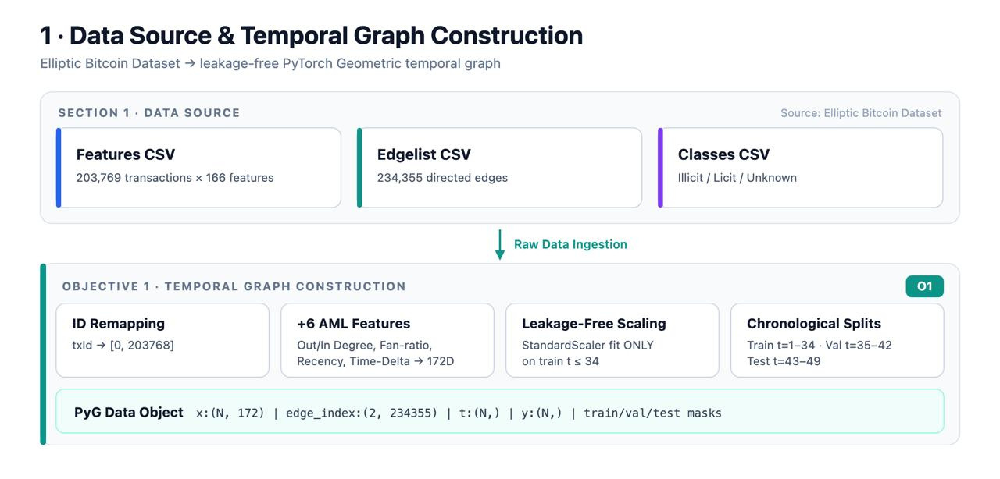 1 · Data Source & Temporal Graph Construction
Elliptic Bitcoin Dataset → leakage-free PyTorch Geometric temporal graph
SECTION 1 · DATA SOURCE
Source: Elliptic Bitcoin Dataset
Features CSV
203,769 transactions × 166 features
Edgelist CSV
234,355 directed edges
Classes CSV
Illicit / Licit / Unknown
Raw Data Ingestion
OBJECTIVE 1 · TEMPORAL GRAPH CONSTRUCTION
O1
ID Remapping
txId → [0, 203768]
+6 AML Features
Out/In Degree, Fan-ratio,
Recency, Time-Delta → 172D
Leakage-Free Scaling
StandardScaler fit ONLY
on train t ≤ 34
Chronological Splits
Train t=1–34 · Val t=35–42
Test t=43–49
PyG Data Object x:(N, 172) | edge_index:(2, 234355) | t:(N,) | y:(N,) | train/val/test masks